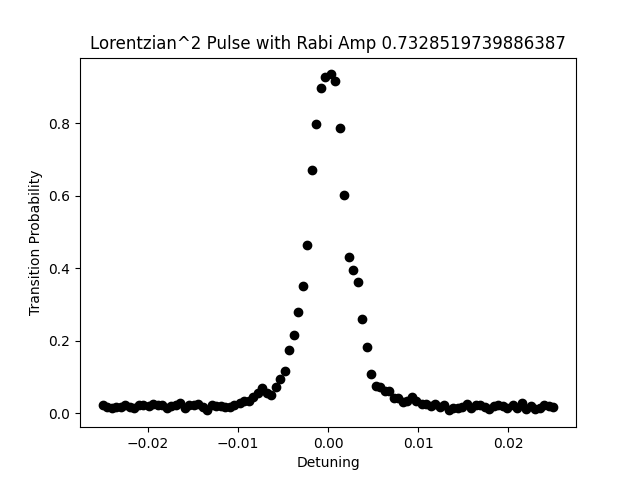 Lorentzian^2 Pulse with Rabi Amp 0.7328519739886387
Transition Probability
0.8
0.6
0.4
0.2
0.0
−0.02 −0.01 0.00 0.01 0.02
Detuning